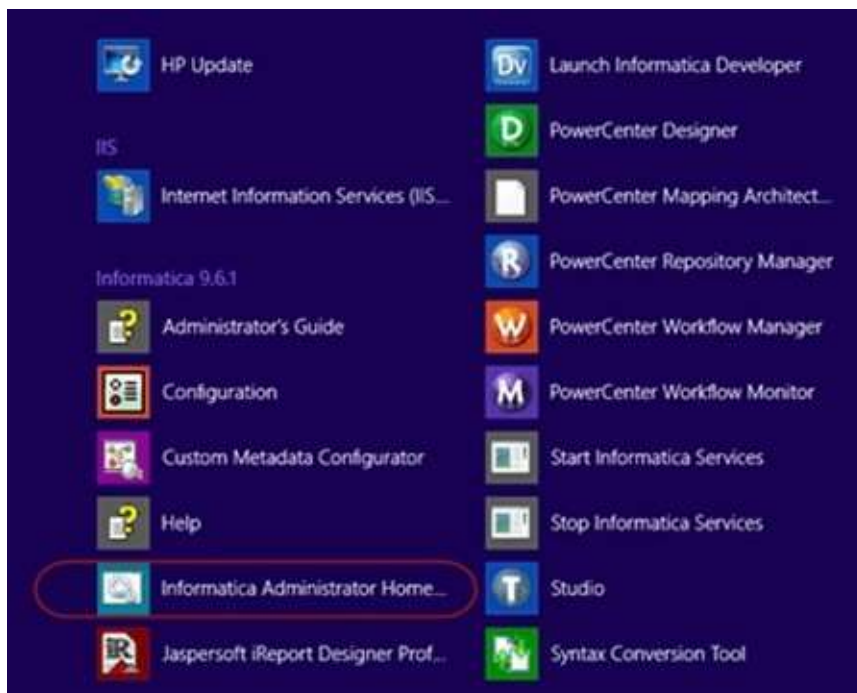 HP Update
IIS
Internet Information Services (IIS...
Informatica 9.6.1
Administrator's Guide
Configuration
Custom Metadata Configurator
Help
Informatica Administrator Home...
iR
Jaspersoft iReport Designer Prof...
Dv
Launch Informatica Developer
D
PowerCenter Designer
PowerCenter Mapping Architect...
R
PowerCenter Repository Manager
W
PowerCenter Workflow Manager
M
PowerCenter Workflow Monitor
Start Informatica Services
Stop Informatica Services
T
Studio
Syntax Conversion Tool